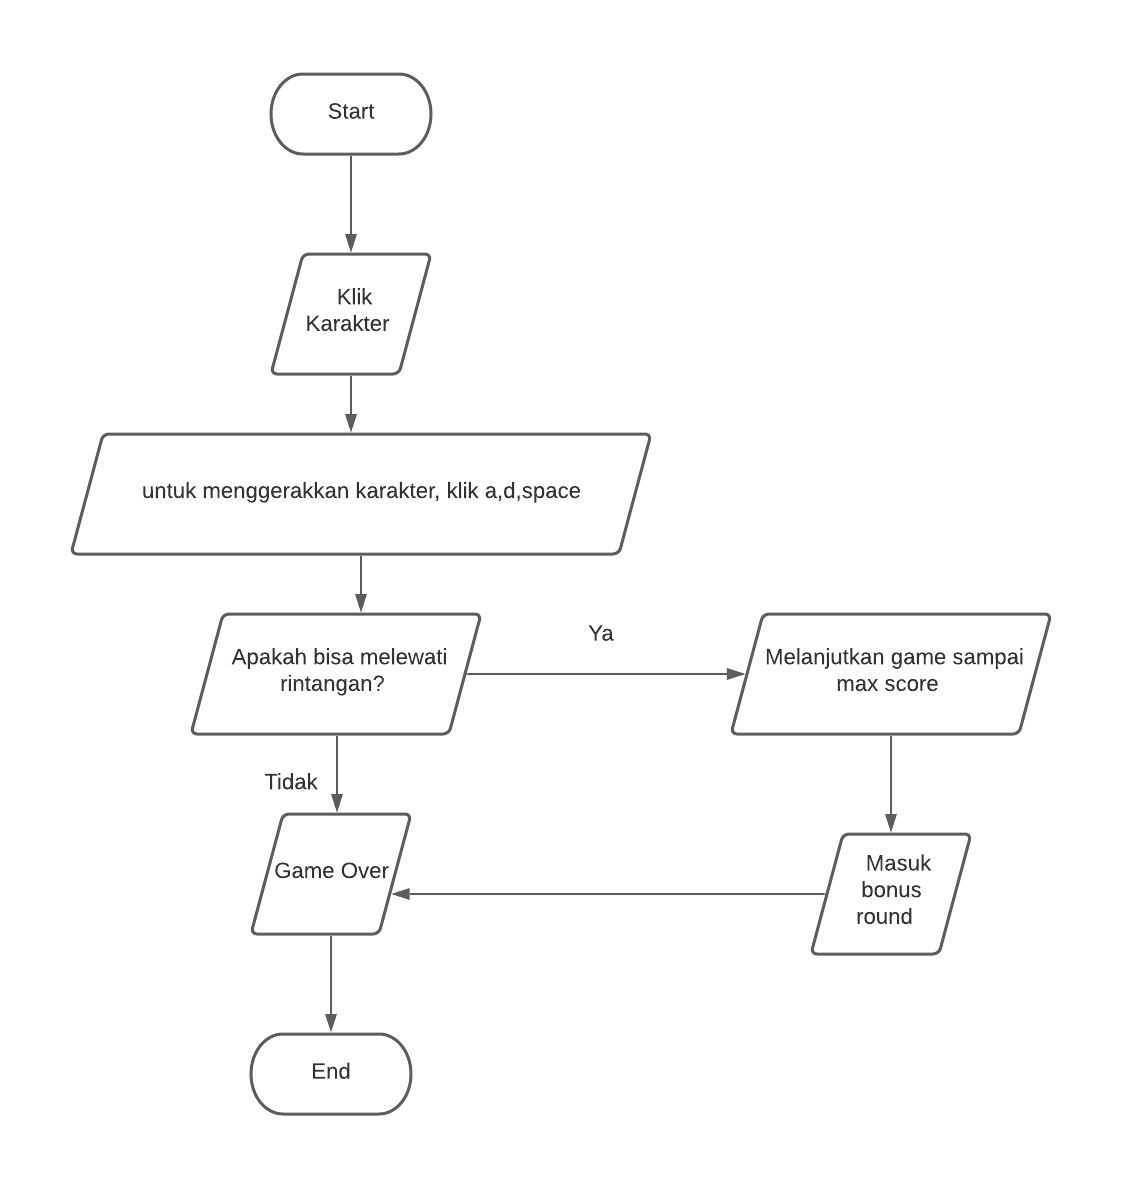 Start
Klik
Karakter
untuk menggerakkan karakter, klik a,d,space
Apakah bisa melewati
rintangan?
Ya
Melanjutkan game sampai
max score
Tidak
Game Over
Masuk
bonus
round
End